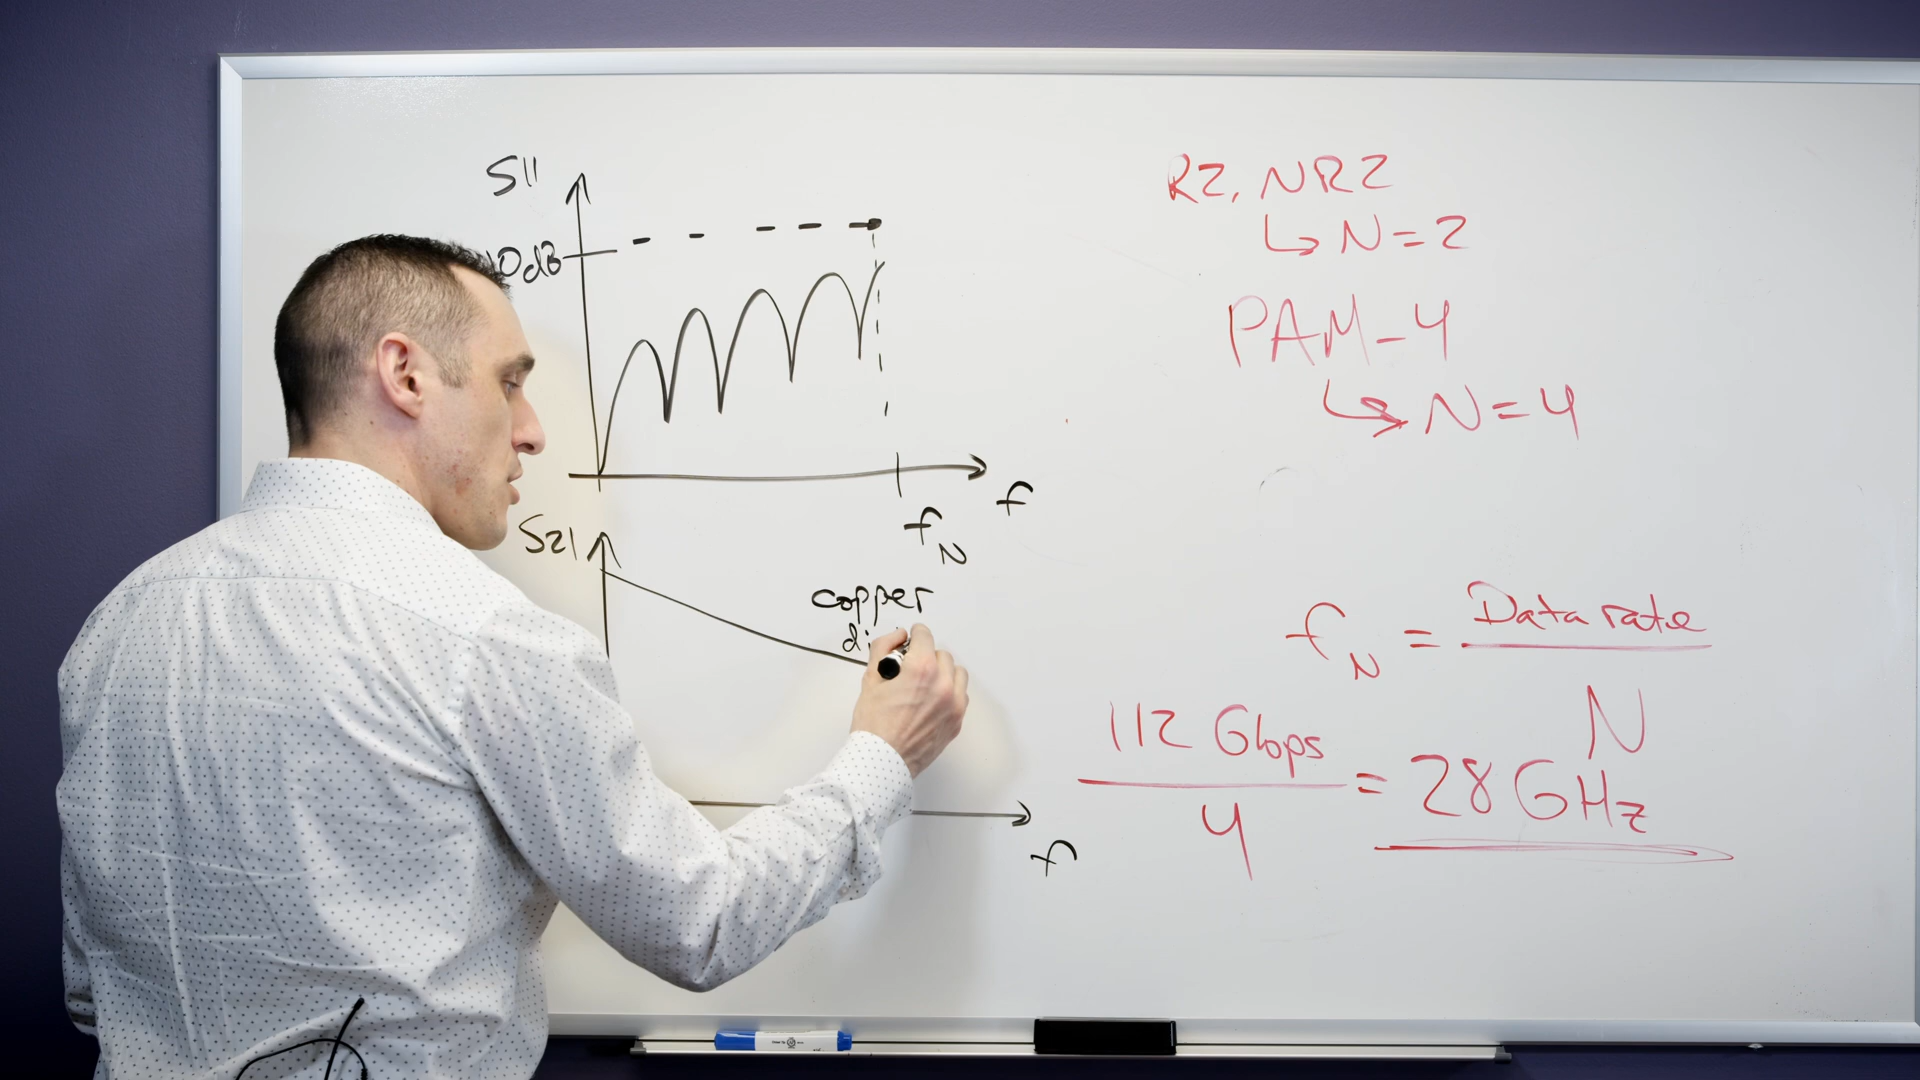 S11
10dB
f
fN
S21
copper
f
RZ, NRZ
↳ N=2
PAM-4
↳ N=4
fN = Data rate
N
112 Gbps
4
= 28 GHz